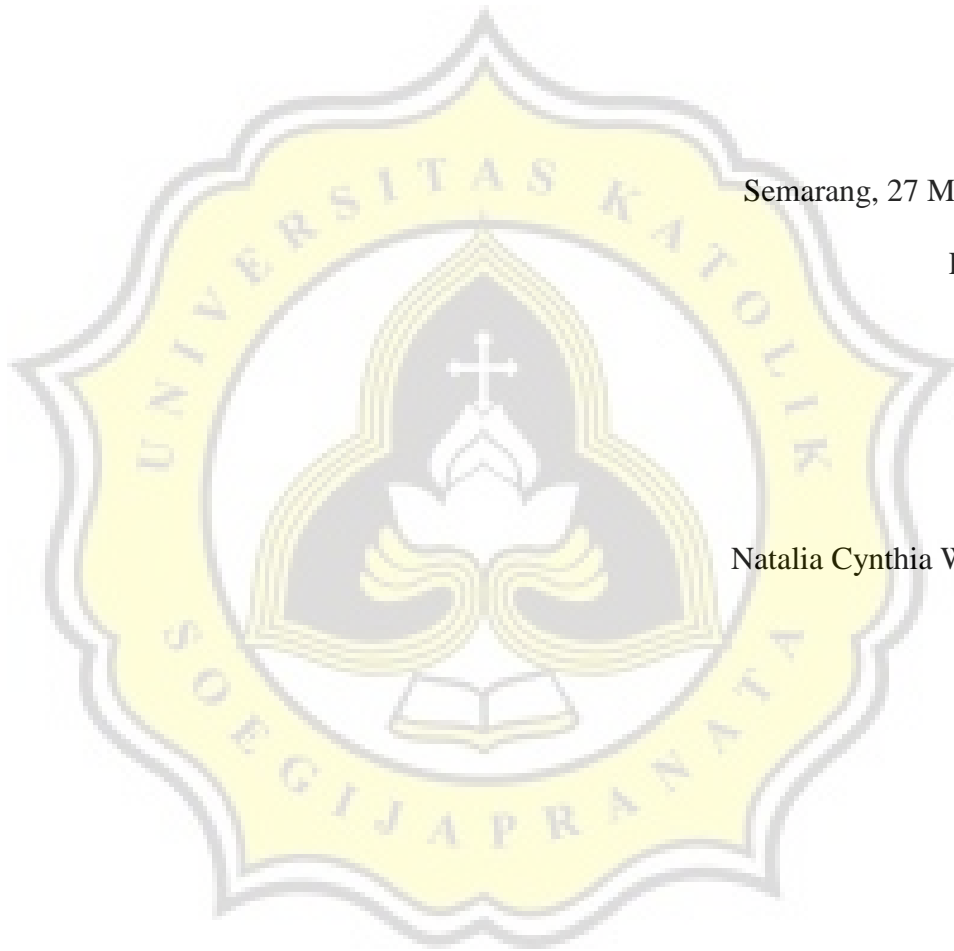 UNIVERSITAS KATOLIK
Semarang, 27 M
Natalia Cynthia W
SOEGIJAPRANATA